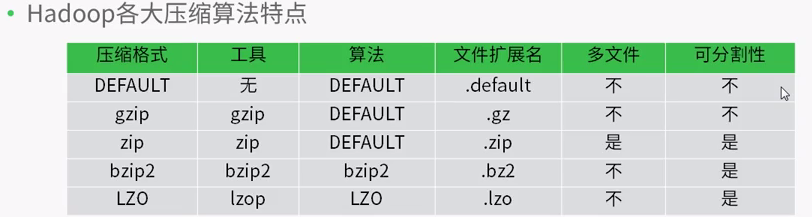 • Hadoop各大压缩算法特点
压缩格式 工具 算法 文件扩展名 多文件 可分割性
DEFAULT 无 DEFAULT .default 不 不
gzip gzip DEFAULT .gz 不 不
zip zip DEFAULT .zip 是 是
bzip2 bzip2 bzip2 .bz2 不 是
LZO lzop LZO .lzo 不 是